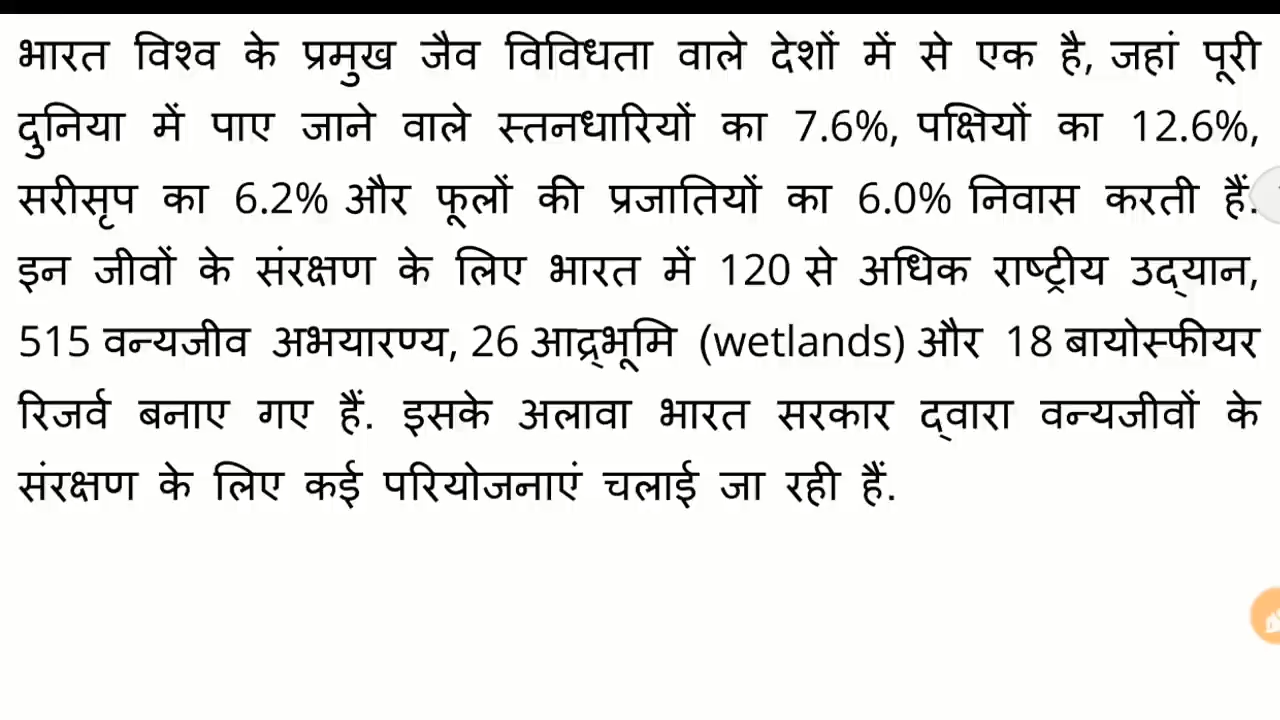 भारत विश्व के प्रमुख जैव विविधता वाले देशों में से एक है, जहां पूरी
दुनिया में पाए जाने वाले स्तनधारियों का 7.6%, पक्षियों का 12.6%,
सरीसृप का 6.2% और फूलों की प्रजातियों का 6.0% निवास करती हैं.
इन जीवों के संरक्षण के लिए भारत में 120 से अधिक राष्ट्रीय उद्यान,
515 वन्यजीव अभयारण्य, 26 आद्र्भूमि (wetlands) और 18 बायोस्फीयर
रिजर्व बनाए गए हैं. इसके अलावा भारत सरकार द्वारा वन्यजीवों के
संरक्षण के लिए कई परियोजनाएं चलाई जा रही हैं.